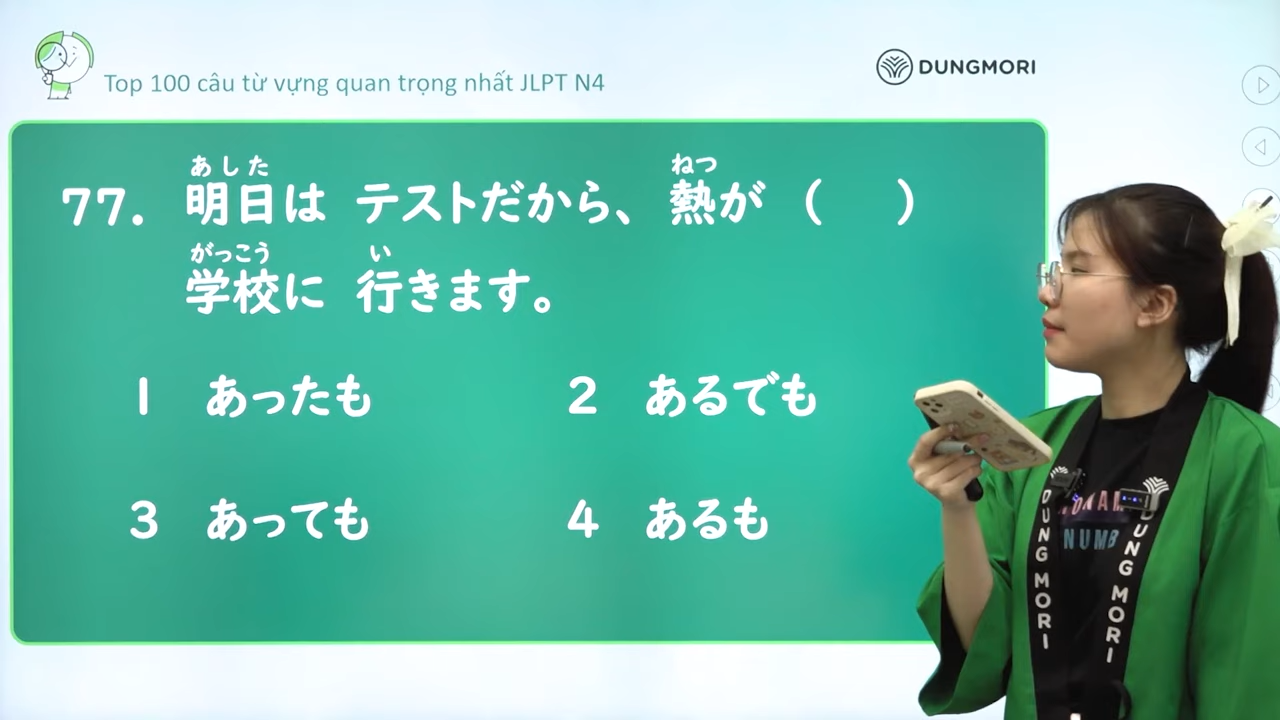 Top 100 câu từ vựng quan trọng nhất JLPT N4
DUNGMORI
あした
ねつ
77. 明日は テストだから、熱が ( )
がっこう
い
学校に 行きます。
1 あったも
2 あるでも
3 あっても
4 あるも
DUNG MORI
DUNG MORI
NUMB